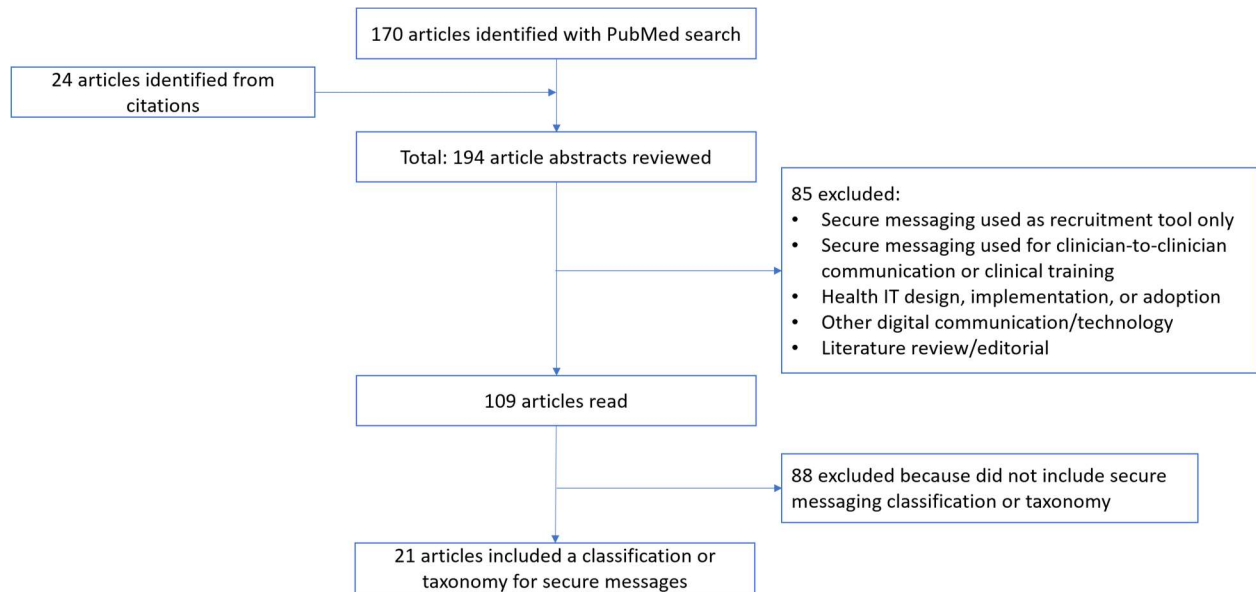 170 articles identified with PubMed search
24 articles identified from
citations
Total: 194 article abstracts reviewed
85 excluded:
• Secure messaging used as recruitment tool only
• Secure messaging used for clinician-to-clinician
communication or clinical training
• Health IT design, implementation, or adoption
• Other digital communication/technology
• Literature review/editorial
109 articles read
88 excluded because did not include secure
messaging classification or taxonomy
21 articles included a classification or
taxonomy for secure messages